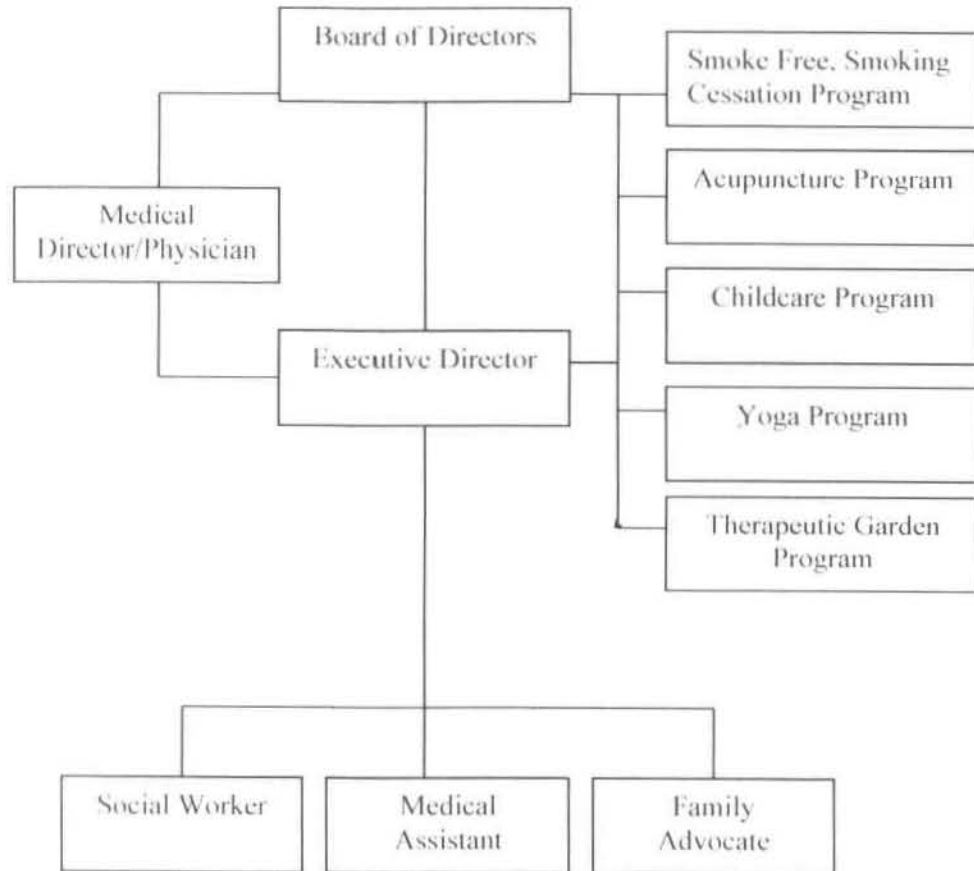 Board of Directors
Smoke Free, Smoking
Cessation Program
Acupuncture Program
Medical
Director/Physician
Childcare Program
Executive Director
Yoga Program
Therapeutic Garden
Program
Social Worker
Medical
Assistant
Family
Advocate